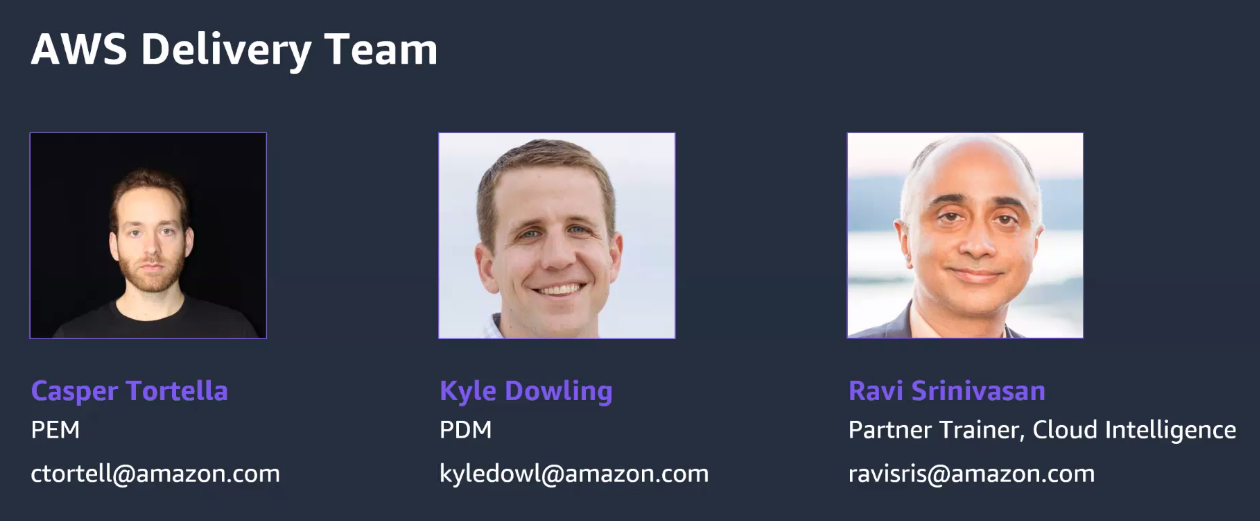 AWS Delivery Team
Casper Tortella
PEM
ctortell@amazon.com
Kyle Dowling
PDM
kyledowl@amazon.com
Ravi Srinivasan
Partner Trainer, Cloud Intelligence
ravisris@amazon.com